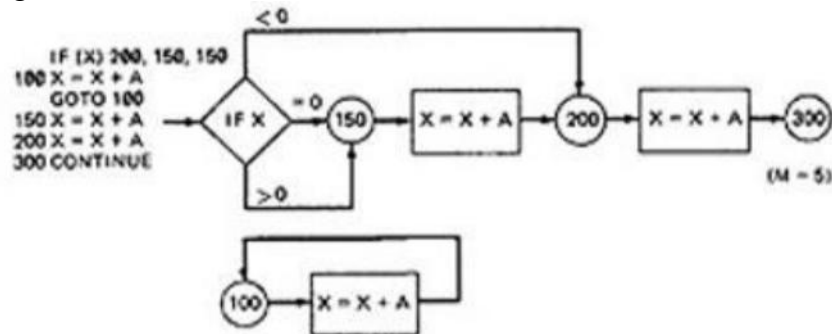 IF (X) 200, 150, 150
100 X = X + A
GOTO 100
150 X = X + A
200 X = X + A
300 CONTINUE
< 0
IF X
= 0
150
X = X + A
200
X = X + A
300
> 0
(M = 5)
100
X = X + A